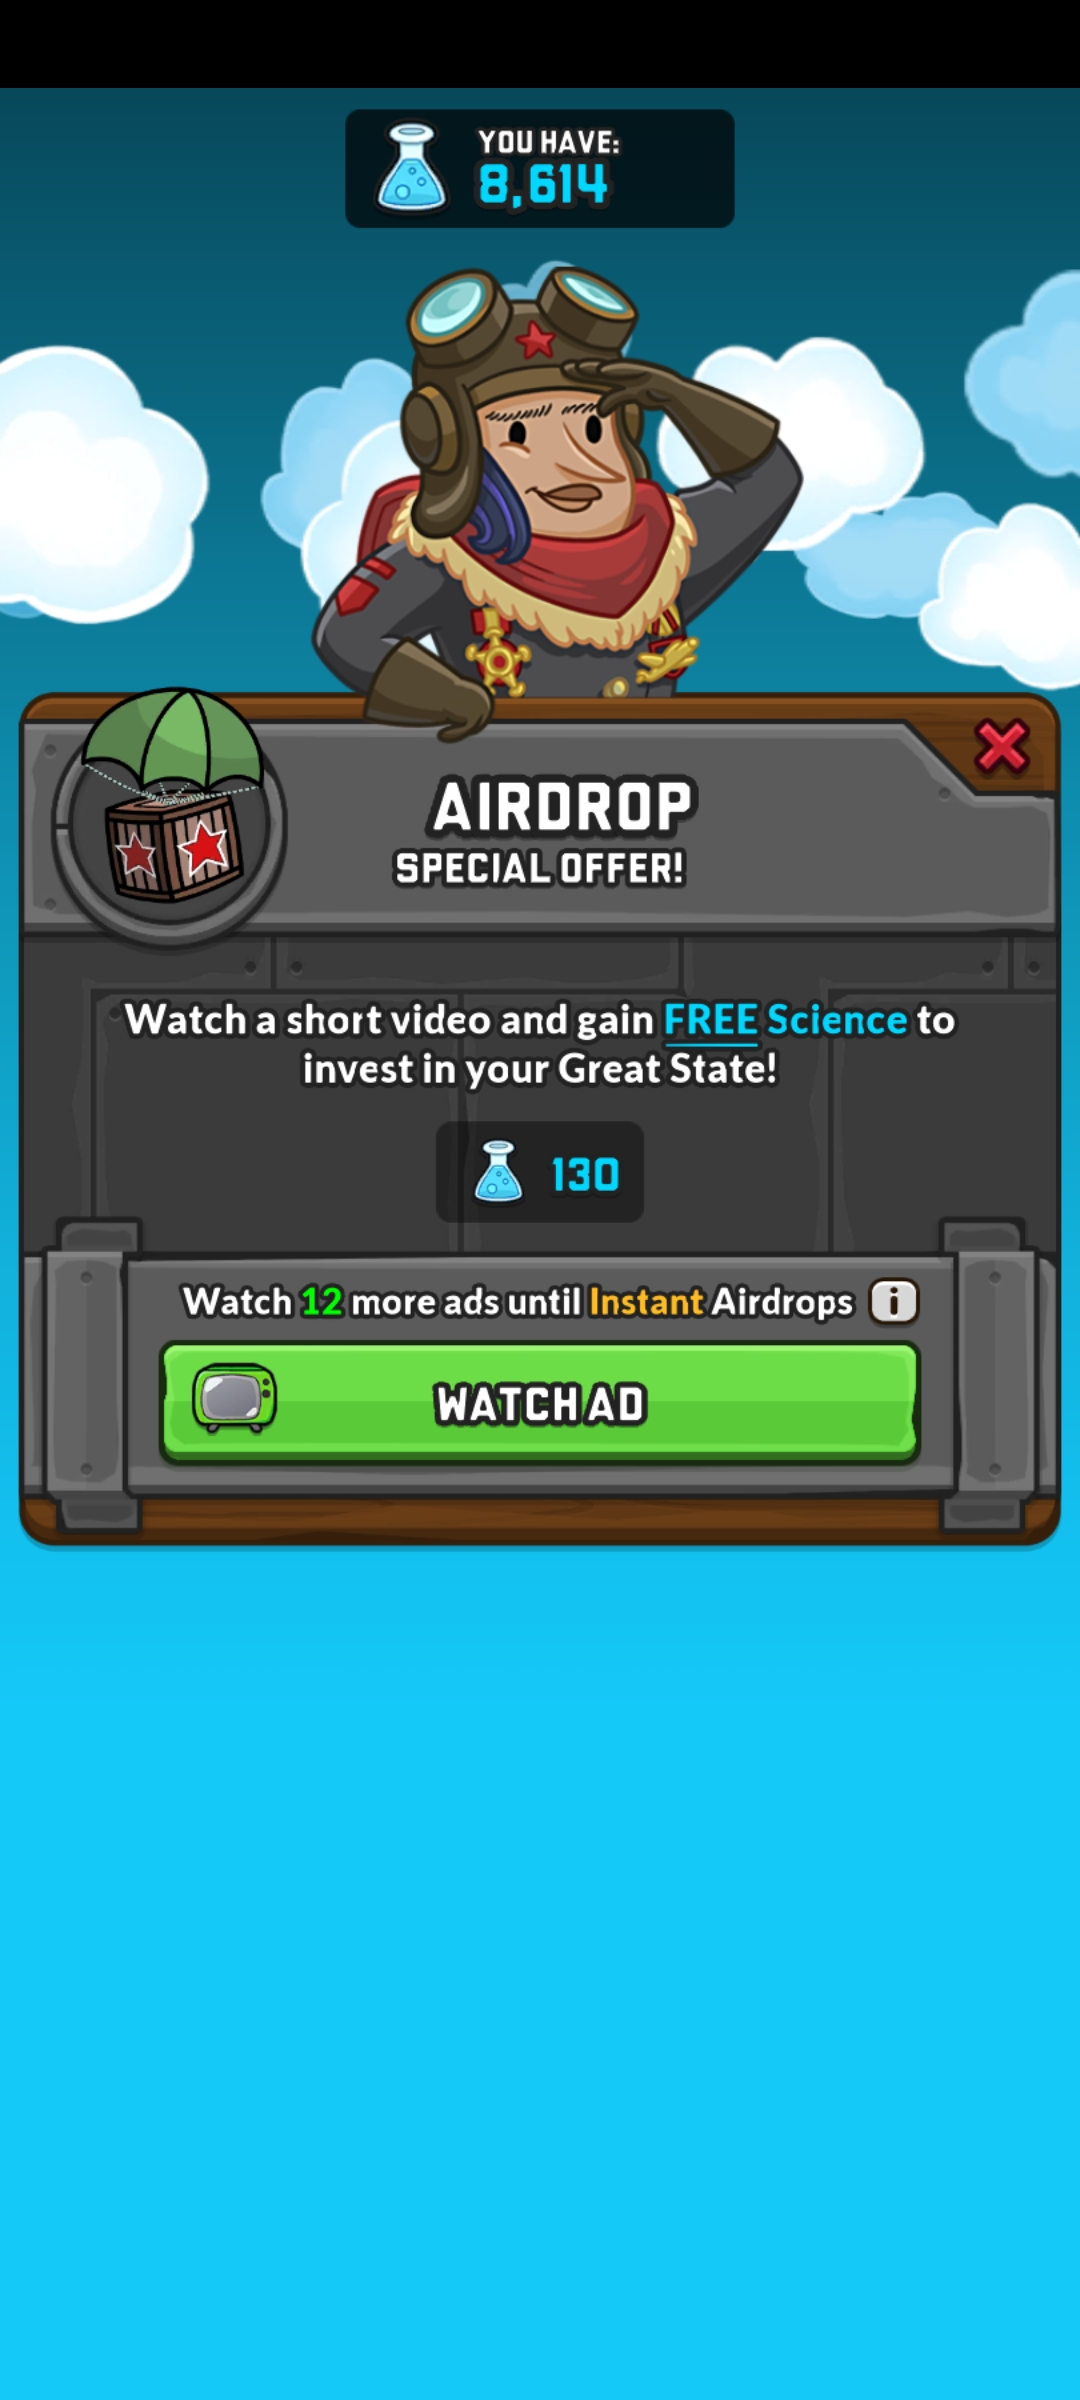 YOU HAVE:
8,614
AIRDROP
SPECIAL OFFER!
Watch a short video and gain FREE Science to
invest in your Great State!
130
Watch 12 more ads until Instant Airdrops i
WATCH AD